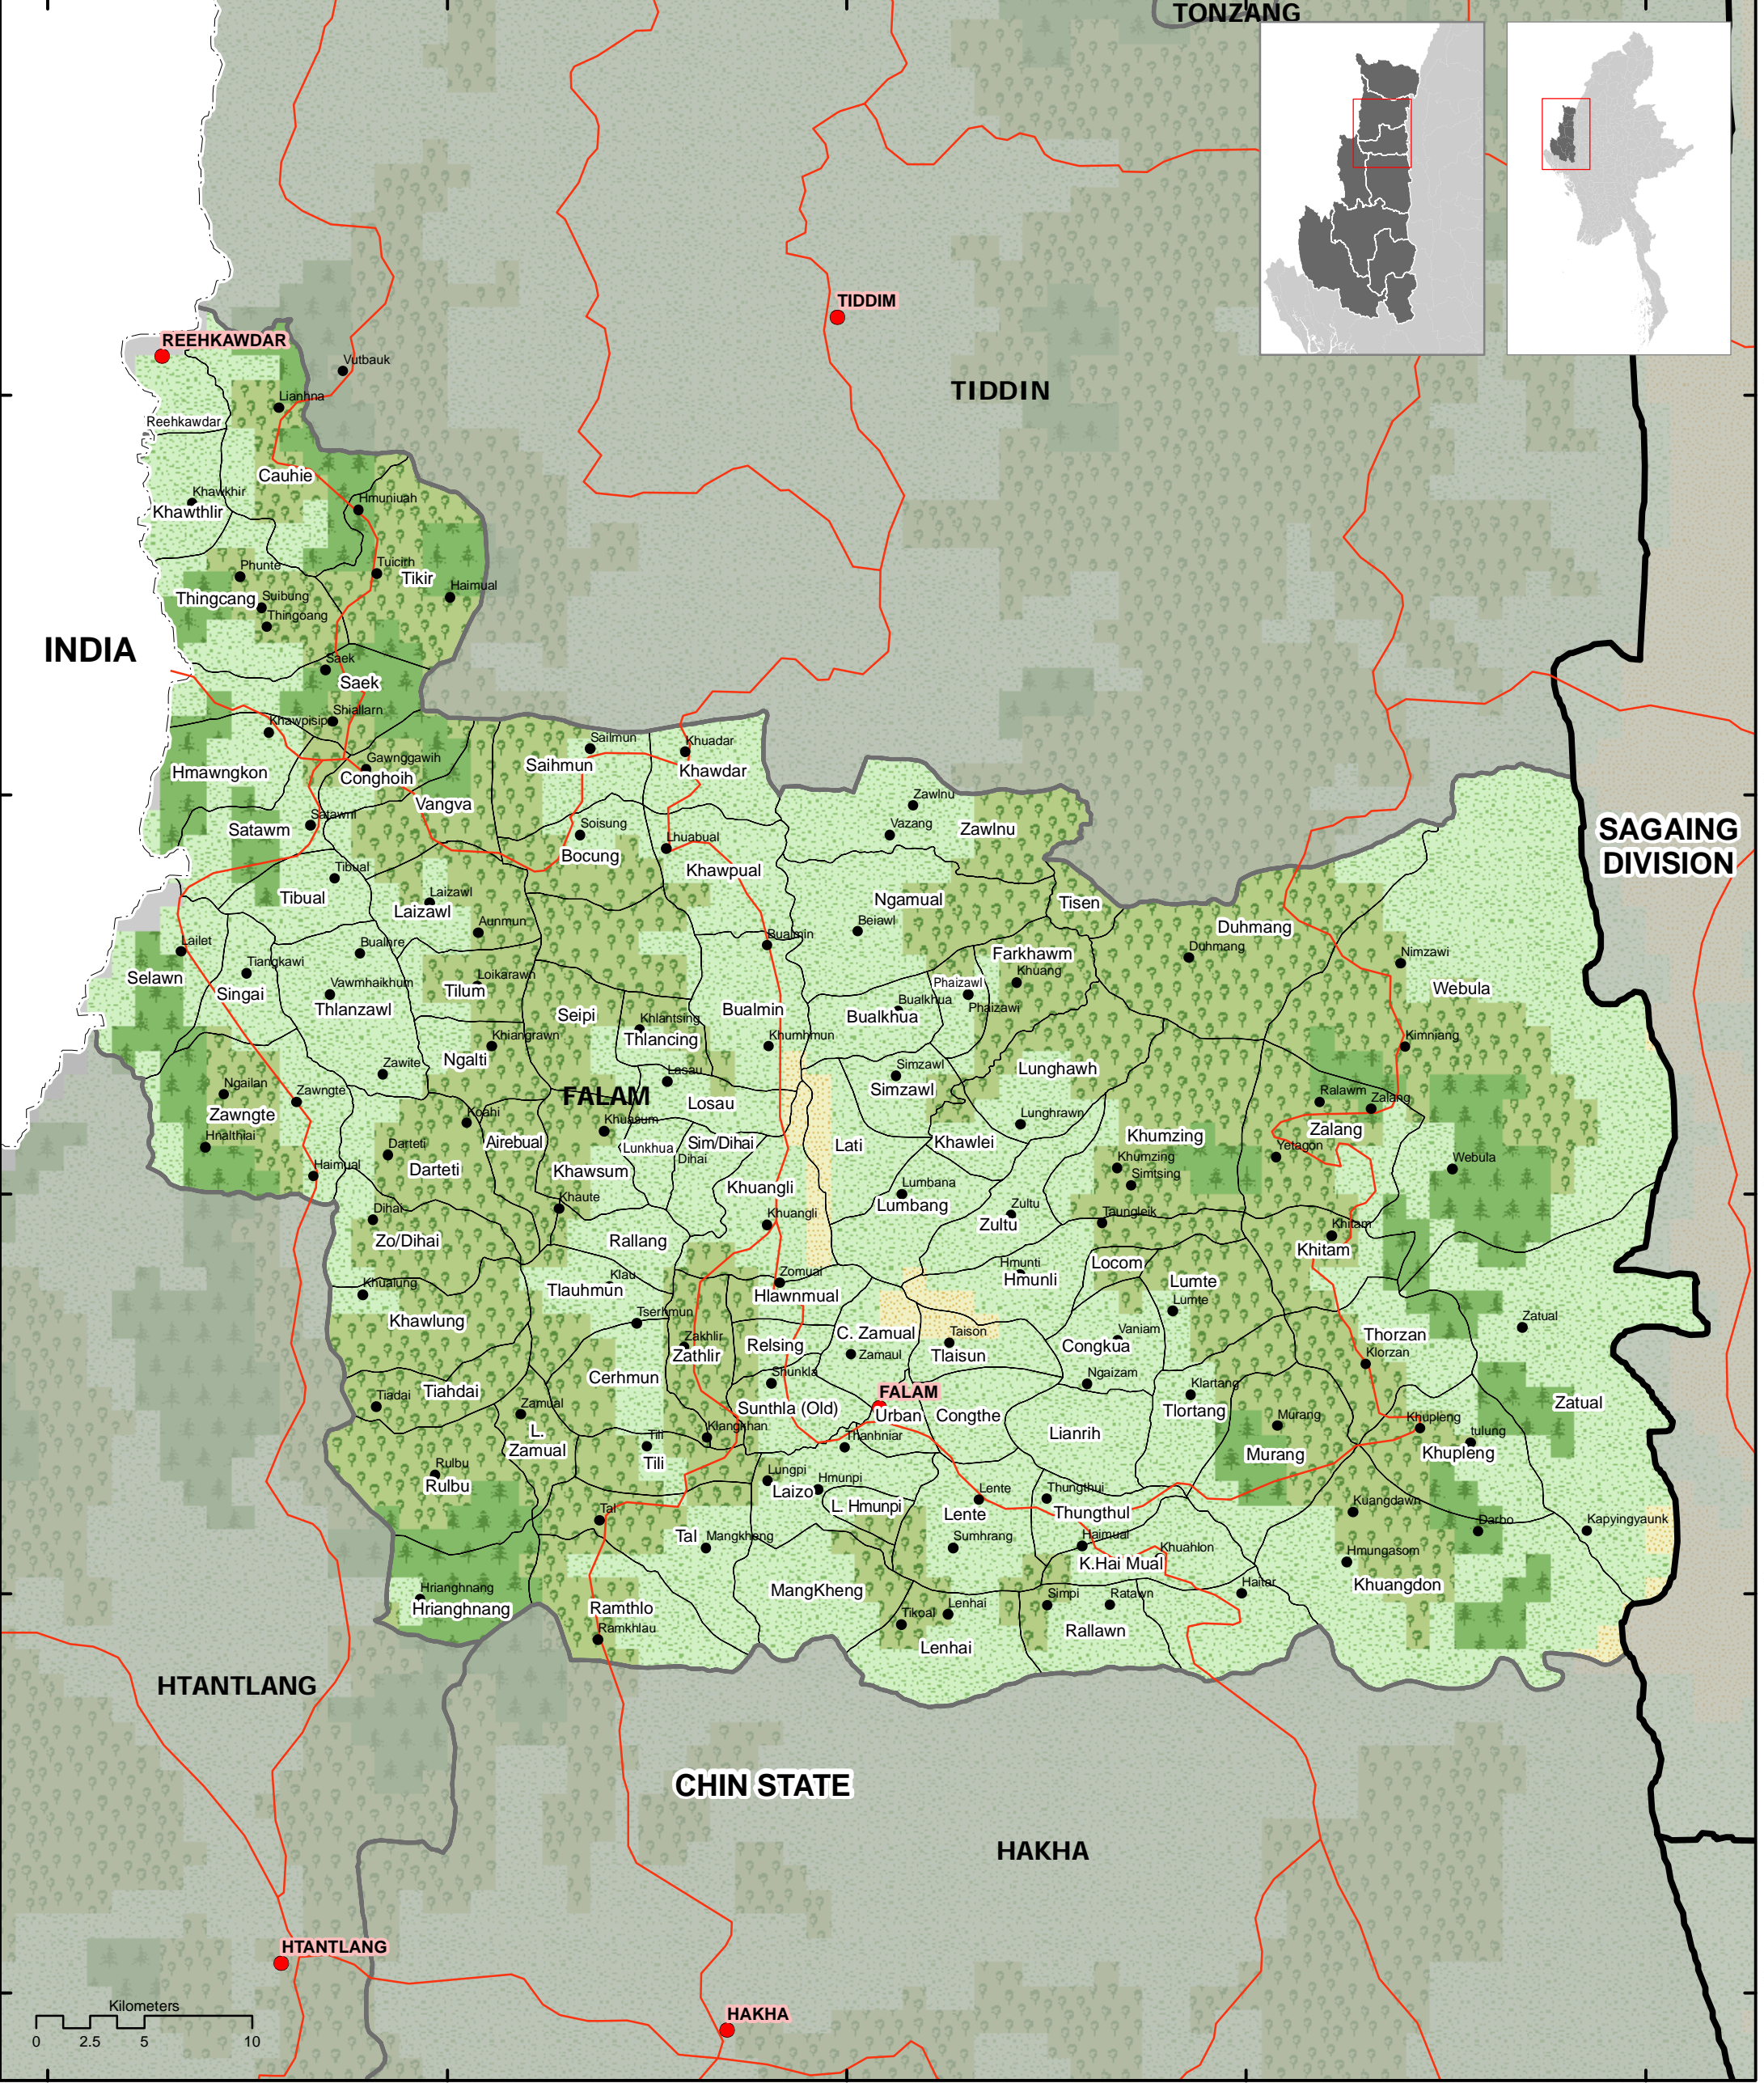 TONZANG
TIDDIM
REEHKAWDAR
Vutbauk
TIDDIN
Lianhna
Reehkawdar
Cauhie
Khawkhir
Hmuniuah
Khawthlir
Phunte
Tuicirh
Tikir
Haimual
Thingcang
Suibung
Thingoang
INDIA
Saek
Saek
Shiallarn
Khawpisip
Sailmun
Khuadar
Gawnggawih
Saihmun
Khawdar
Hmawngkon
Conghoih
Vangva
Zawlnu
Satawm
Satawnl
Soisung
Vazang
Zawlnu
SAGAING
DIVISION
Lhuabual
Bocung
Khawpual
Tibual
Tibual
Laizawl
Laizawl
Ngamual
Tisen
Aunmun
Beiawl
Duhmang
Lailet
Bualhre
Bualmin
Farkhawm
Duhmang
Nimzawi
Selawn
Tiangkawi
Singai
Vawmhaikhum
Thlanzawl
Loikarawn
Tilum
Phaizawl
Khuang
Webula
Seipi
Bualmin
Bualkhua
Phaizawi
Bualkhua
Khlantsing
Thlancing
Khiangrawn
Ngalti
Khumhmun
Kimniang
Zawite
Lasau
Simzawl
Simzawl
Lunghawh
Ngailan
Zawngte
Zawngte
FALAM
Losau
Ralawm
Zalang
Koahi
Khuasum
Lunghrawn
Zalang
Hnalthiai
Darteti
Airebual
Lunkhua
Sim/Dihai
Lati
Khawlei
Khumzing
Haimual
Darteti
Khawsum
Dihai
Khumzing
Yetagon
Webula
Khuangli
Lumbana
Simtsing
Dihai
Khaute
Khuangli
Lumbang
Zultu
Zultu
Taungleik
Zo/Dihai
Rallang
Khitam
Khitam
Khualung
Klau
Zomual
Hmunti
Hmunli
Locom
Tlauhmun
Hlawnmual
Lumte
Lumte
Khawlung
Tserhmun
Zakhlir
Zathlir
Relsing
C. Zamual
Zamaul
Taison
Tlaisun
Vaniam
Congkua
Thorzan
Klorzan
Zatual
Tiahdai
Cerhmun
Shunkla
Ngaizam
Tiadai
Zamual
FALAM
Klartang
Zatual
Sunthla (Old)
Urban
Congthe
Tlortang
L.
Zamual
Klangkhan
Thanhniar
Lianrih
Murang
Khupleng
Tili
Tili
Murang
tulung
Khupleng
Rulbu
Rulbu
Lungpi
Laizo
Hmunpi
L. Hmunpi
Lente
Lente
Thungthui
Thungthul
Kuangdawn
Tal
Tal
Mangkheng
Sumhrang
Haimual
Khuahlon
Darbo
Kapyingyaunk
K.Hai Mual
Hmungasom
Hrianghnang
Hrianghnang
MangKheng
Khuangdon
Ramthlo
Ramkhlau
Tikoal
Lenhai
Lenhai
Simpi
Ratawn
Haitar
Rallawn
HTANTLANG
CHIN STATE
HAKHA
HTANTLANG
HAKHA
Kilometers
0 2.5 5 10